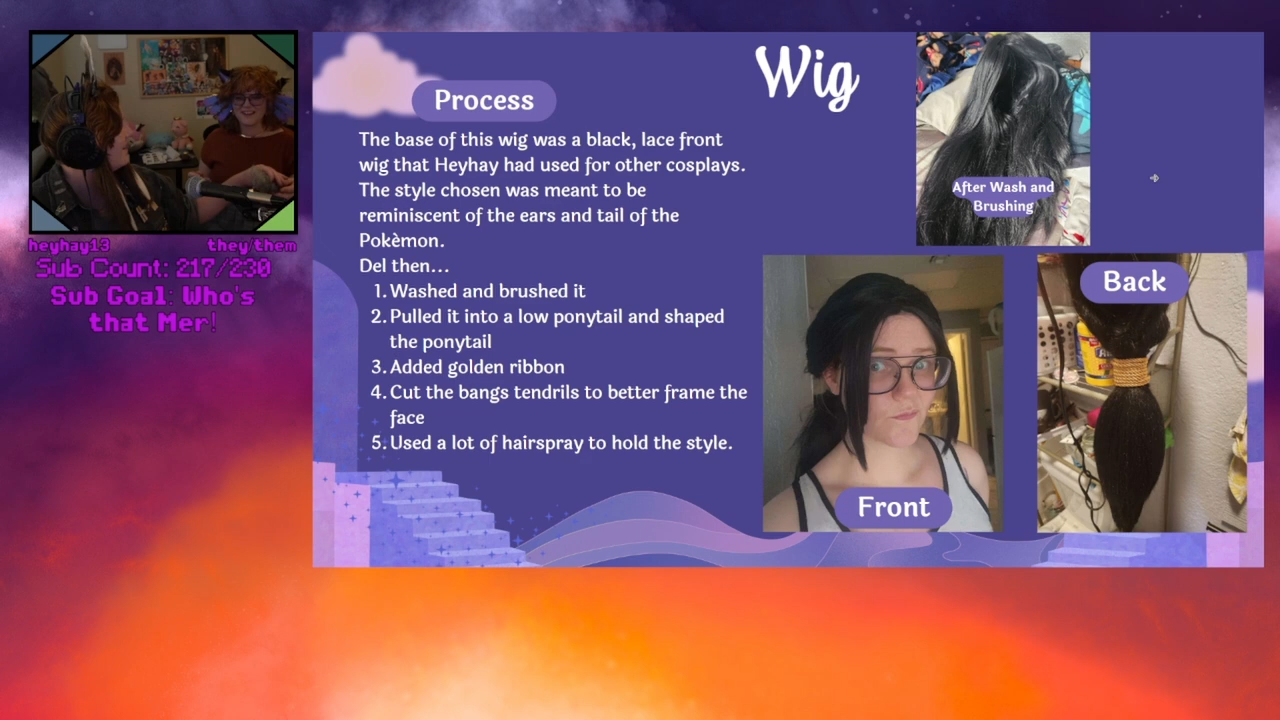 Wig
Process
The base of this wig was a black, lace front
wig that Heyhay had used for other cosplays.
The style chosen was meant to be
reminiscent of the ears and tail of the
Pokèmon.
Del then...
1. Washed and brushed it
2. Pulled it into a low ponytail and shaped
the ponytail
3. Added golden ribbon
4. Cut the bangs tendrils to better frame the
face
5. Used a lot of hairspray to hold the style.
After Wash and
Brushing
Front
Back
heyhay13 they/them
Sub Count: 217/230
Sub Goal: Who's
that Mer!